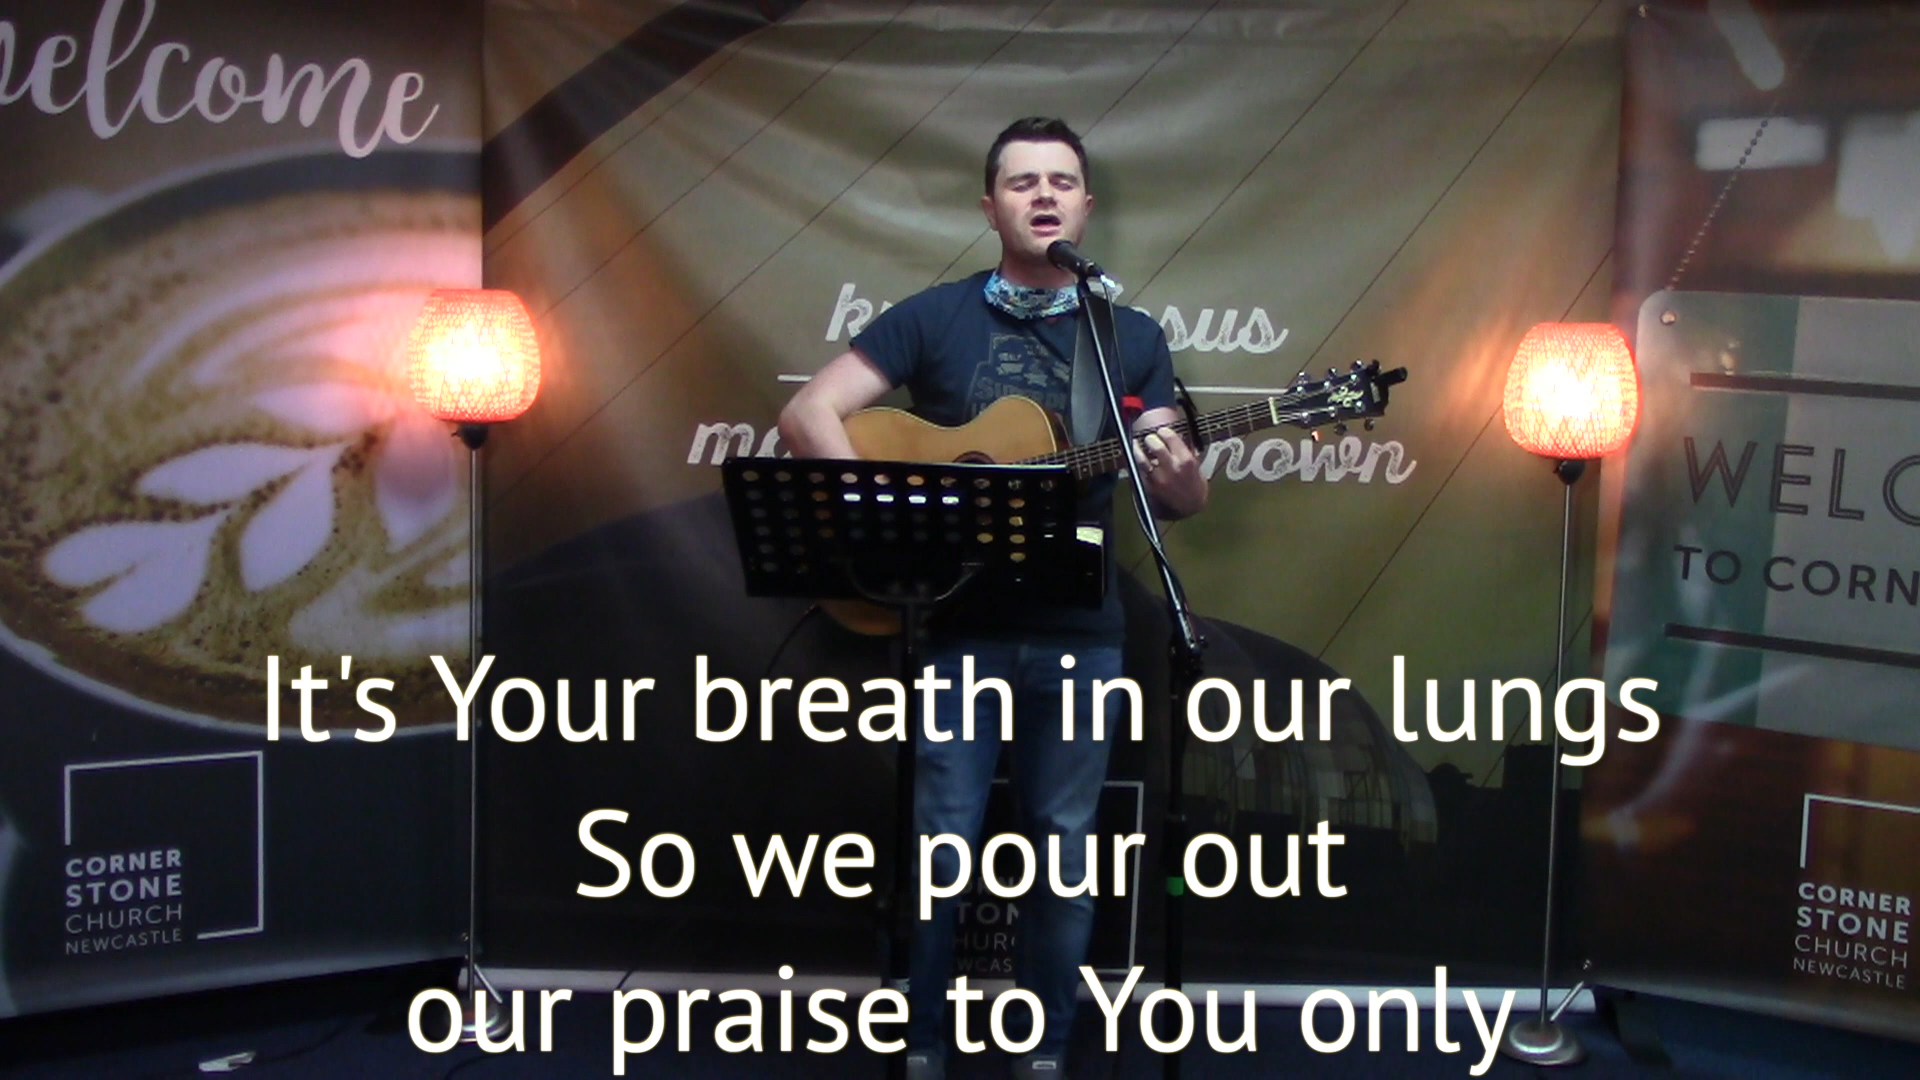 welcome
WELC
TO CORN
CORNER
STONE
CHURCH
NEWCASTLE
CORNER
STONE
CHURCH
NEWCASTLE
It's Your breath in our lungs
So we pour out
our praise to You only